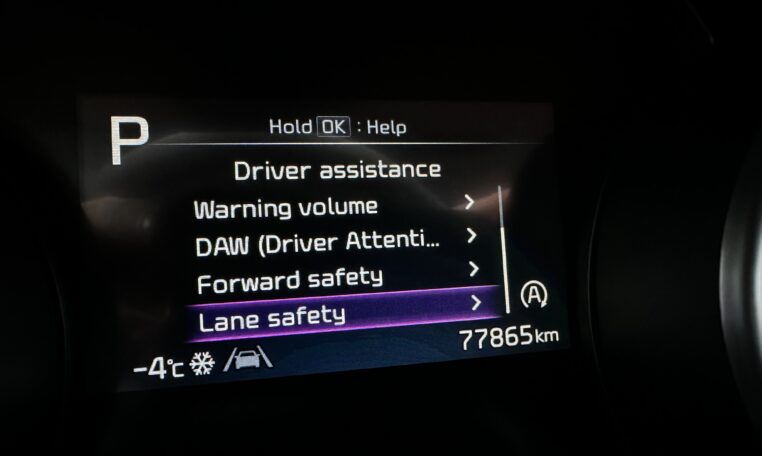 P
Hold OK : Help
Driver assistance
Warning volume
DAW (Driver Attenti...
Forward safety
Lane safety
A
-4°C
77865km